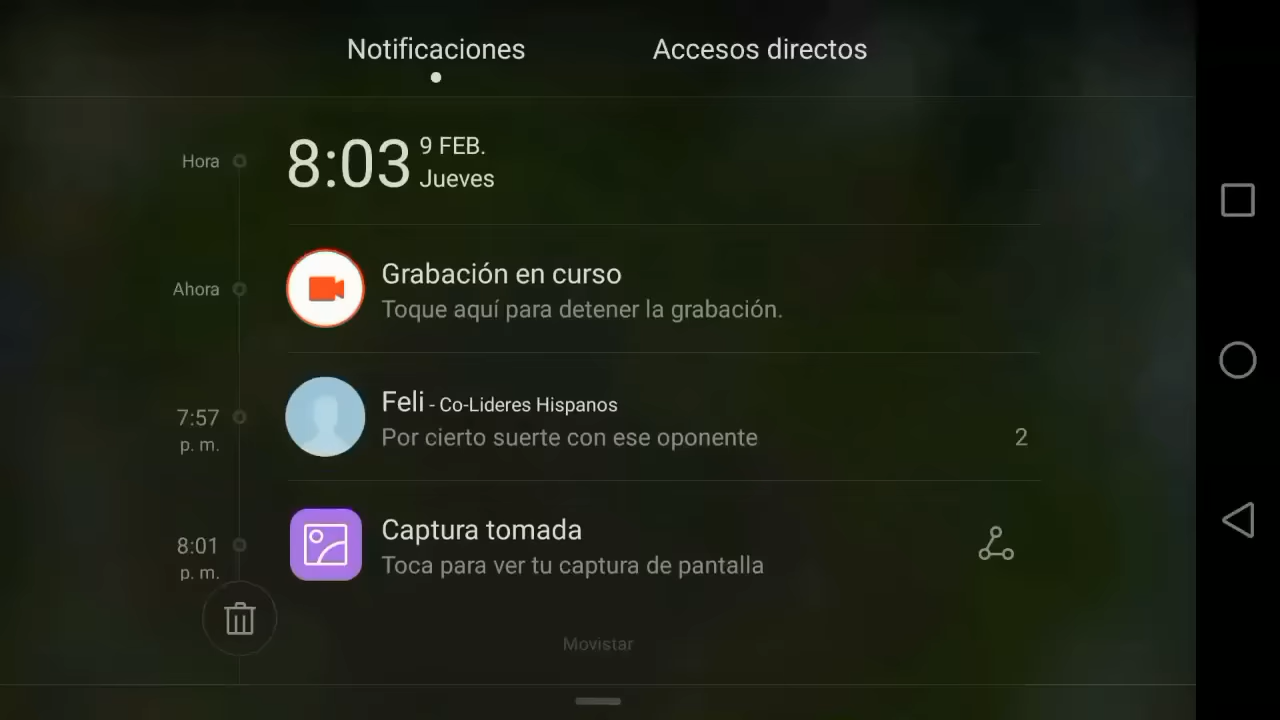 Notificaciones
Accesos directos
Hora
8:03
9 FEB.
Jueves
Ahora
Grabación en curso
Toque aquí para detener la grabación.
7:57
p. m.
Feli - Co-Lideres Hispanos
Por cierto suerte con ese oponente
2
8:01
p. m.
Captura tomada
Toca para ver tu captura de pantalla
Movistar